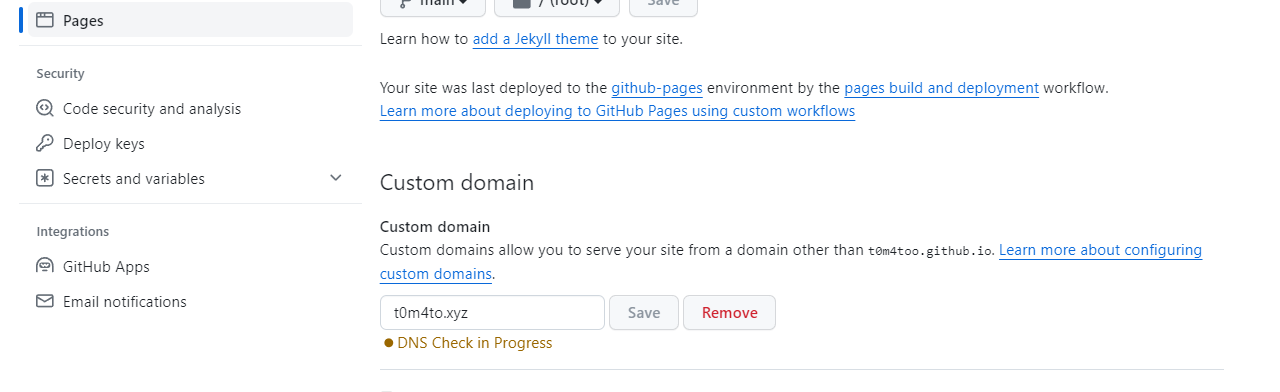 Pages
Security
Code security and analysis
Deploy keys
Secrets and variables
Integrations
GitHub Apps
Email notifications
main
/ (root)
Save
Learn how to add a Jekyll theme to your site.
Your site was last deployed to the github-pages environment by the pages build and deployment workflow.
Learn more about deploying to GitHub Pages using custom workflows
Custom domain
Custom domain
Custom domains allow you to serve your site from a domain other than t0m4too.github.io. Learn more about configuring
custom domains.
t0m4to.xyz
Save
Remove
DNS Check in Progress